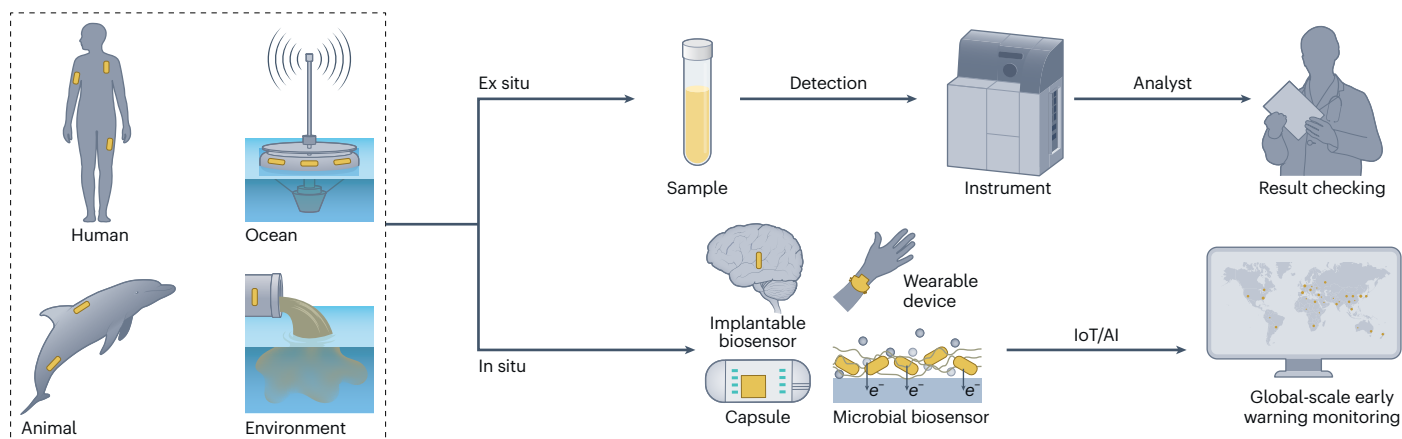 Human
Ocean
Animal
Environment
Ex situ
Sample
Detection
Instrument
Analyst
Result checking
In situ
Implantable
biosensor
Wearable
device
Capsule
e⁻
e⁻
e⁻
Microbial biosensor
IoT/AI
Global-scale early
warning monitoring